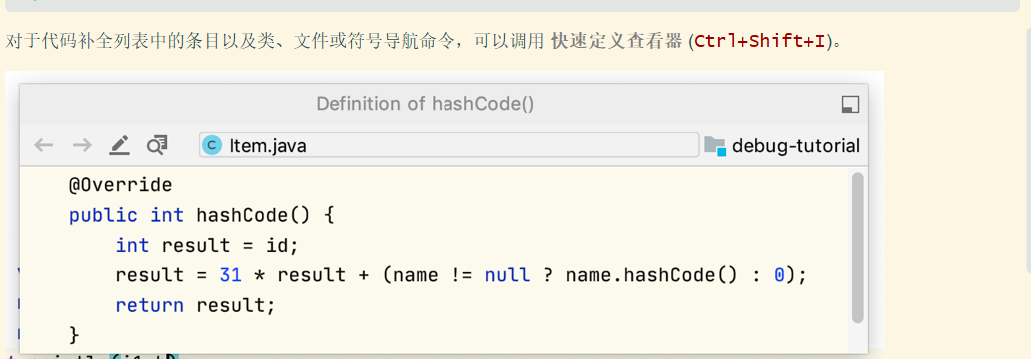 对于代码补全列表中的条目以及类、文件或符号导航命令，可以调用 快速定义查看器 (Ctrl+Shift+I)。
Definition of hashCode()
Item.java debug-tutorial
@Override
public int hashCode() {
int result = id;
result = 31 * result + (name != null ? name.hashCode() : 0);
return result;
}